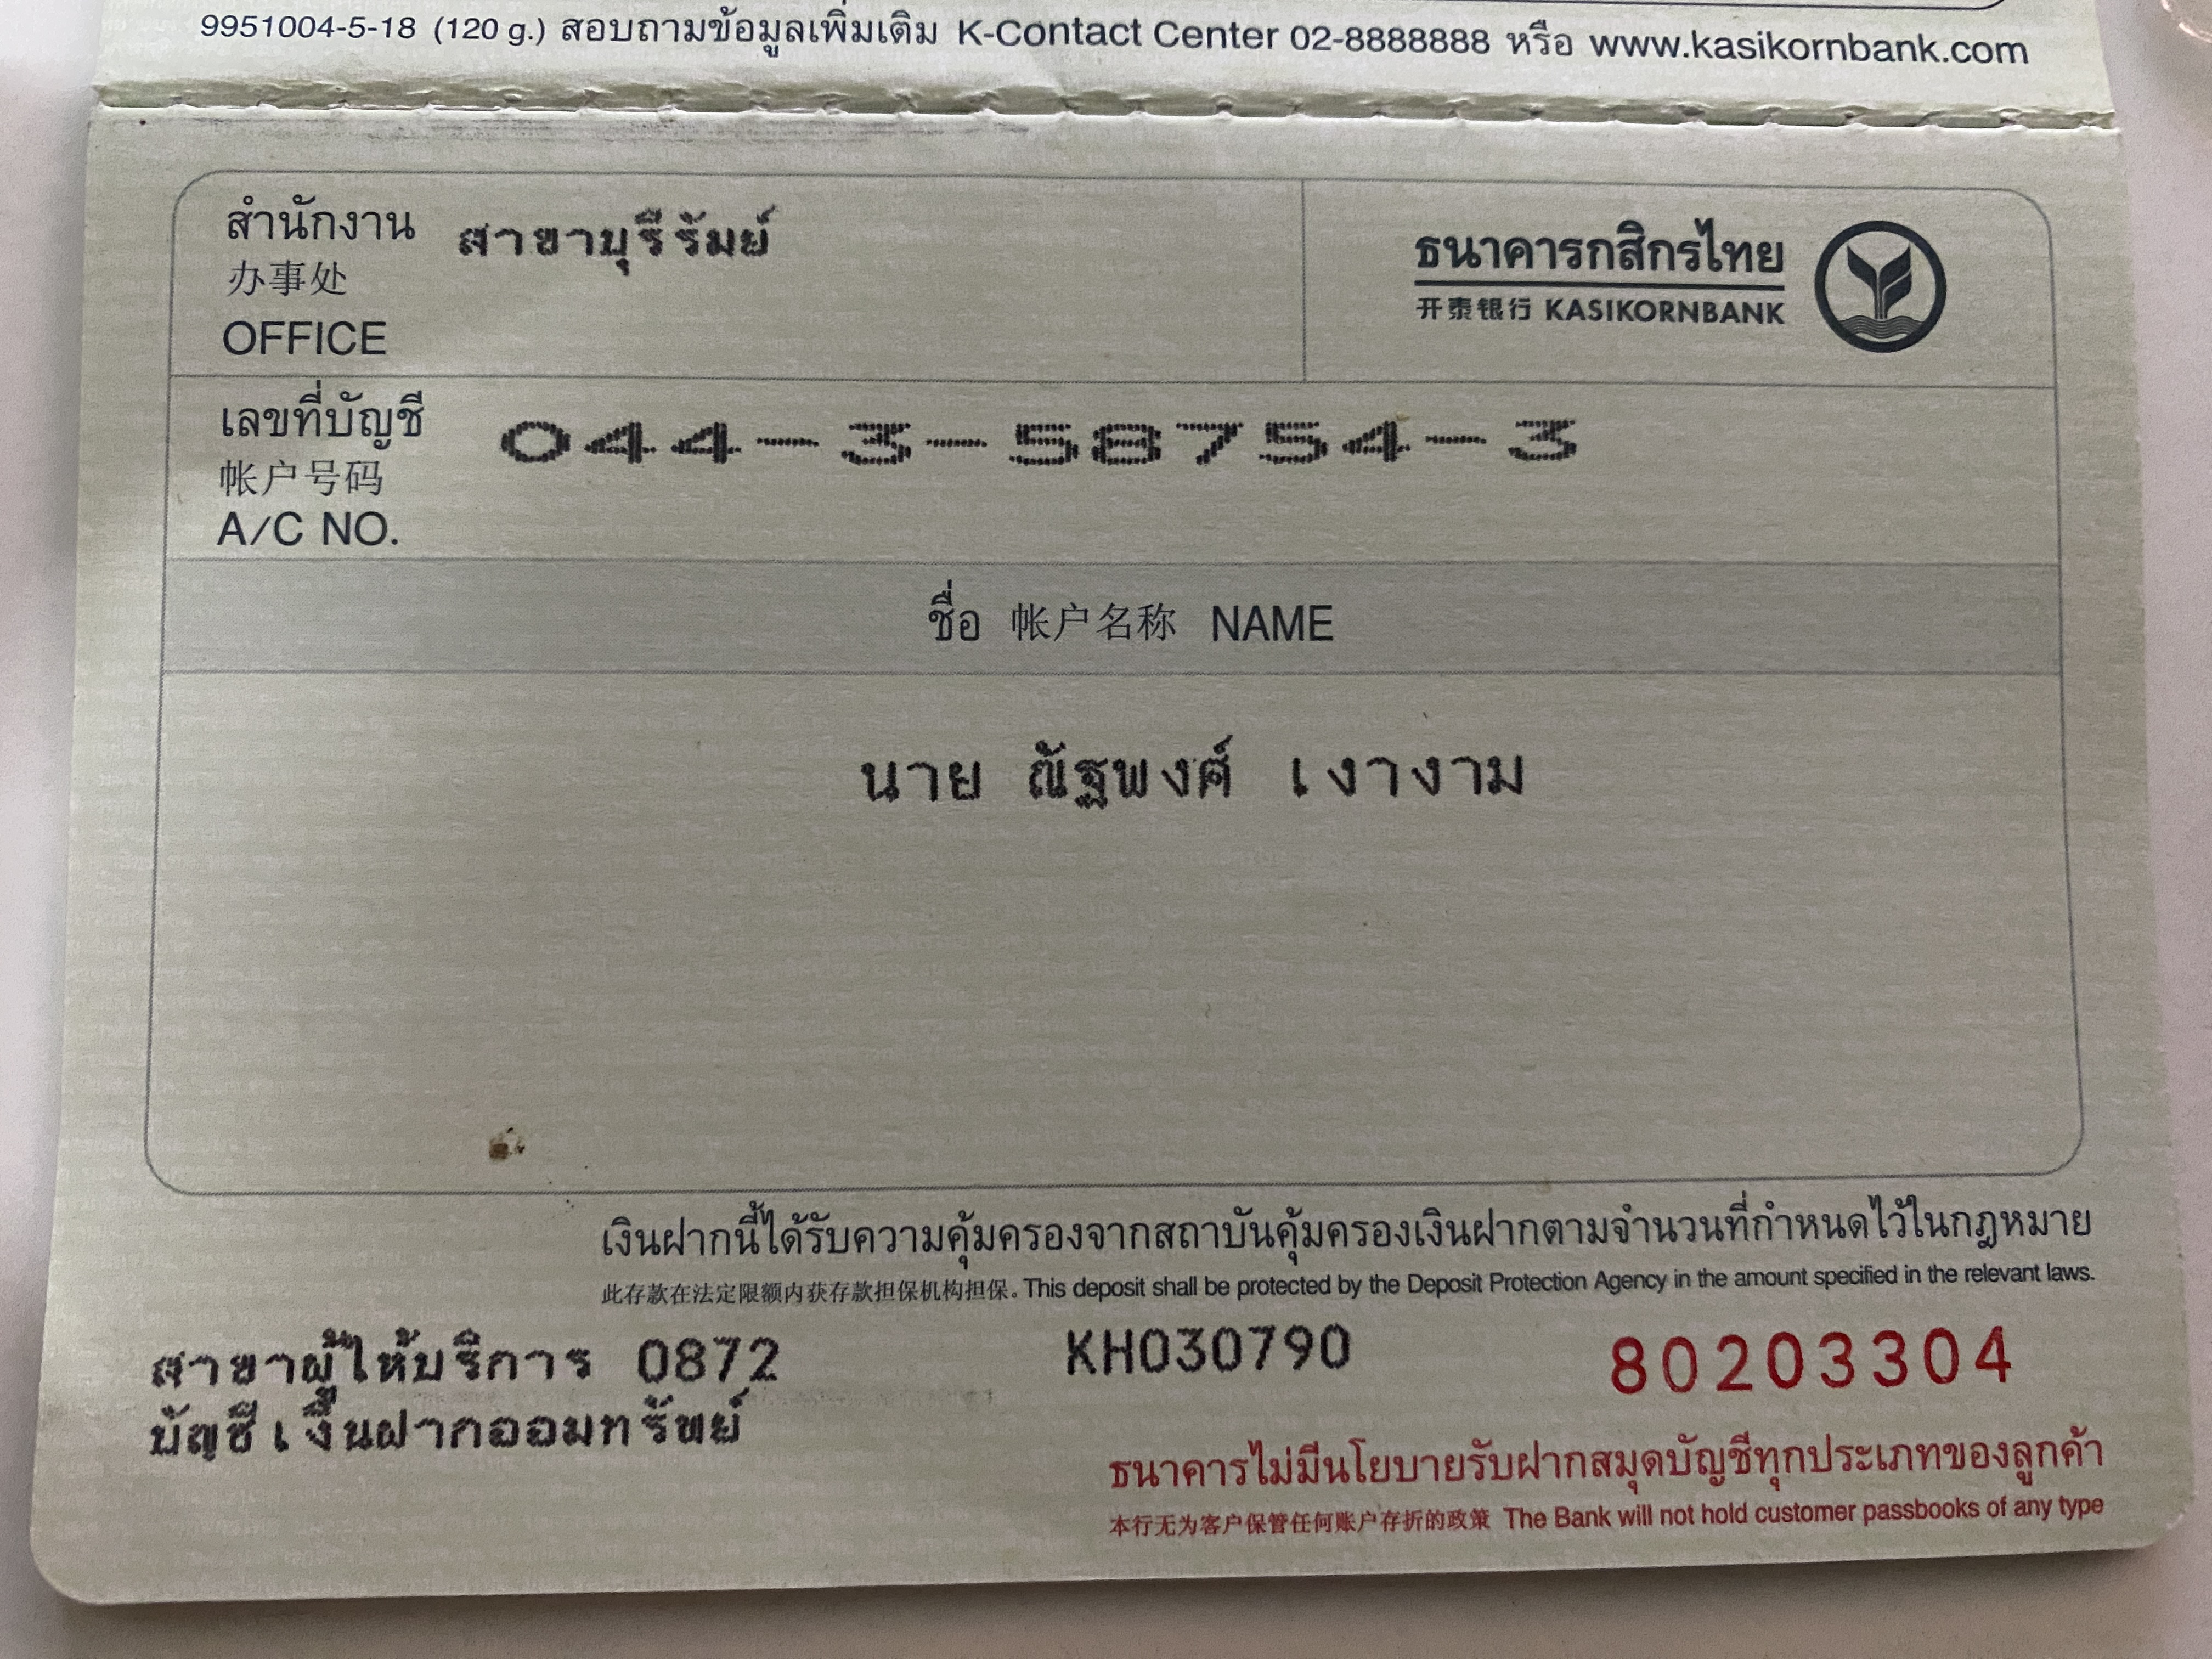 9951004-5-18 (120 g.) สอบถามข้อมูลเพิ่มเติม K-Contact Center 02-8888888 หรือ www.kasikornbank.com
สำนักงาน สาขาบุรีรัมย์
办事处
OFFICE
ธนาคารกสิกรไทย
开泰银行 KASIKORNBANK
เลขที่บัญชี 044-3-58754-3
帐户号码
A/C NO.
ชื่อ 帐户名称 NAME
นาย ณัฐพงศ์ เงางาม
เงินฝากนี้ได้รับความคุ้มครองจากสถาบันคุ้มครองเงินฝากตามจำนวนที่กำหนดไว้ในกฎหมาย
此存款在法定限额内获存款担保机构担保。This deposit shall be protected by the Deposit Protection Agency in the amount specified in the relevant laws.
สาขาผู้ให้บริการ 0872 KH030790 80203304
บัญชีเงินฝากออมทรัพย์
ธนาคารไม่มีนโยบายรับฝากสมุดบัญชีทุกประเภทของลูกค้า
本行无为客户保管任何账户存折的政策 The Bank will not hold customer passbooks of any type